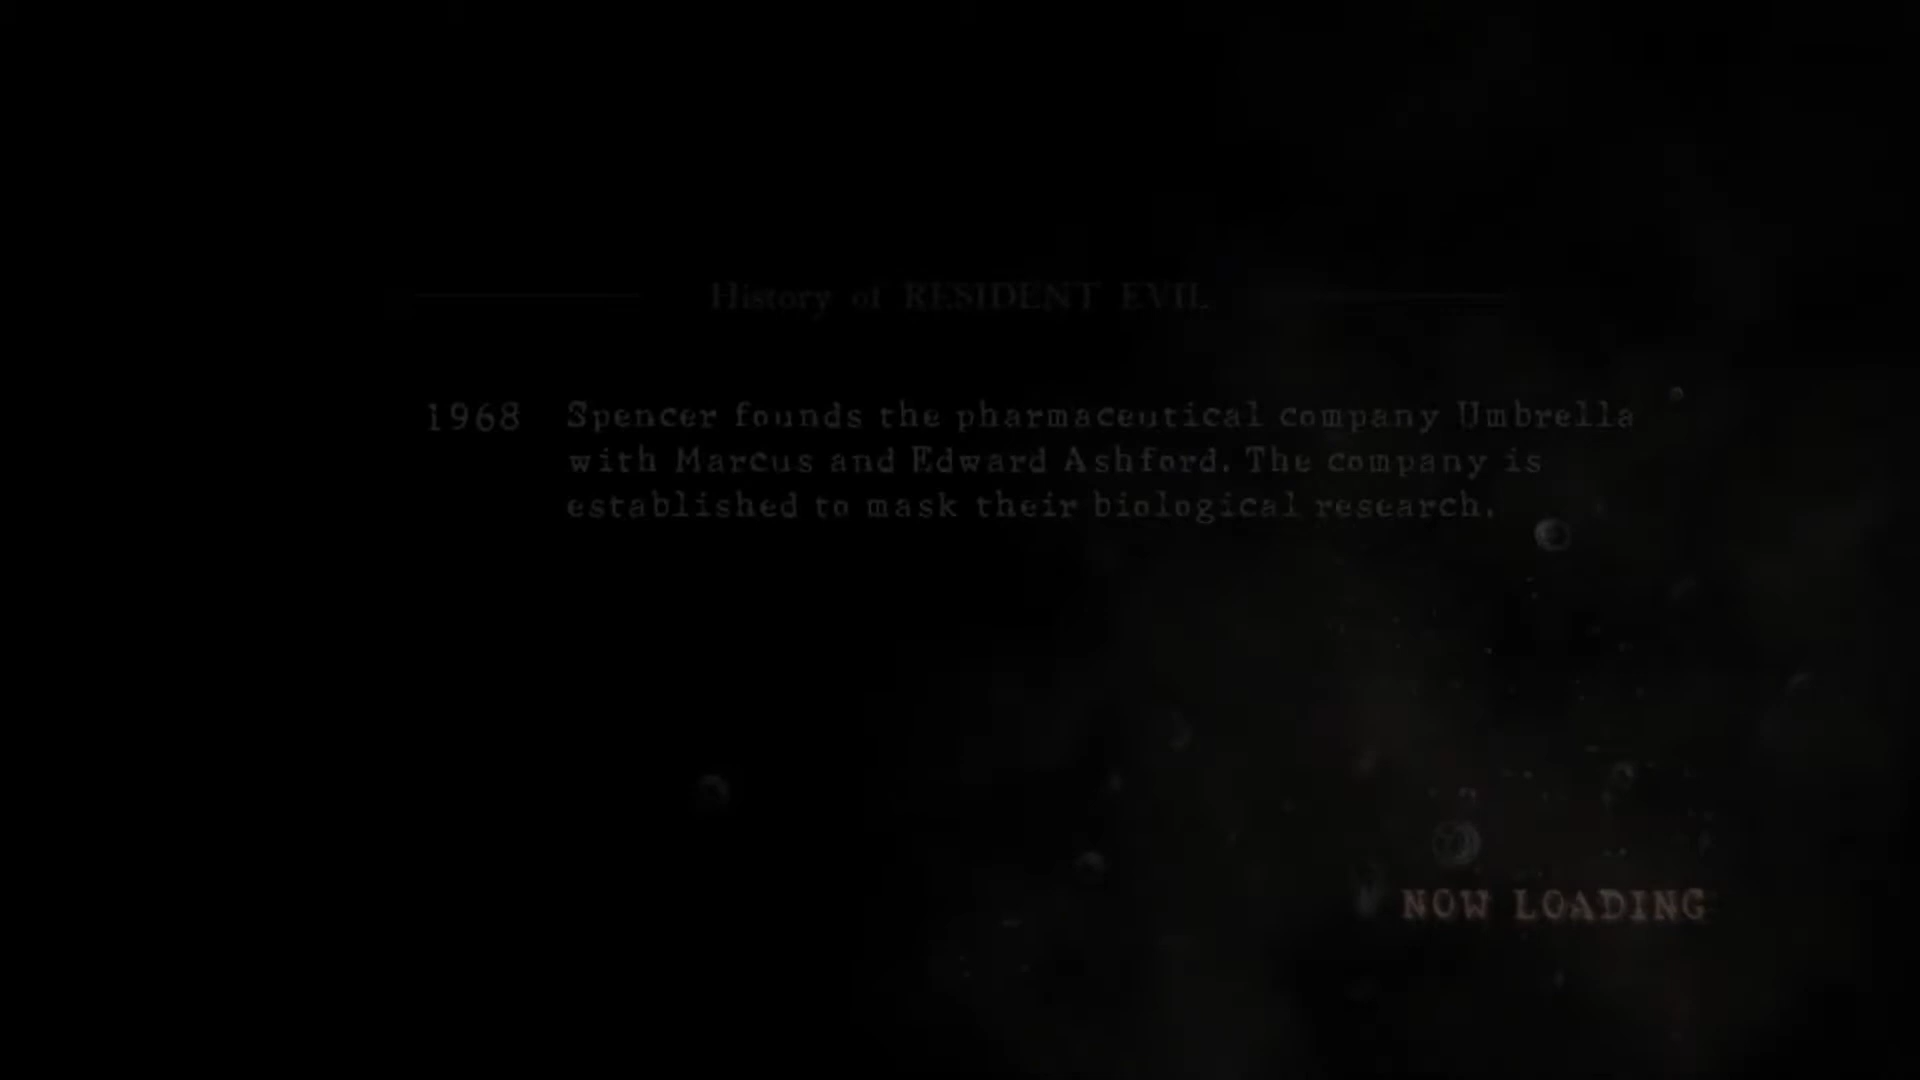 History of RESIDENT EVIL
1968 Spencer founds the pharmaceutical company Umbrella
with Marcus and Edward Ashford. The company is
established to mask their biological research.
NOW LOADING